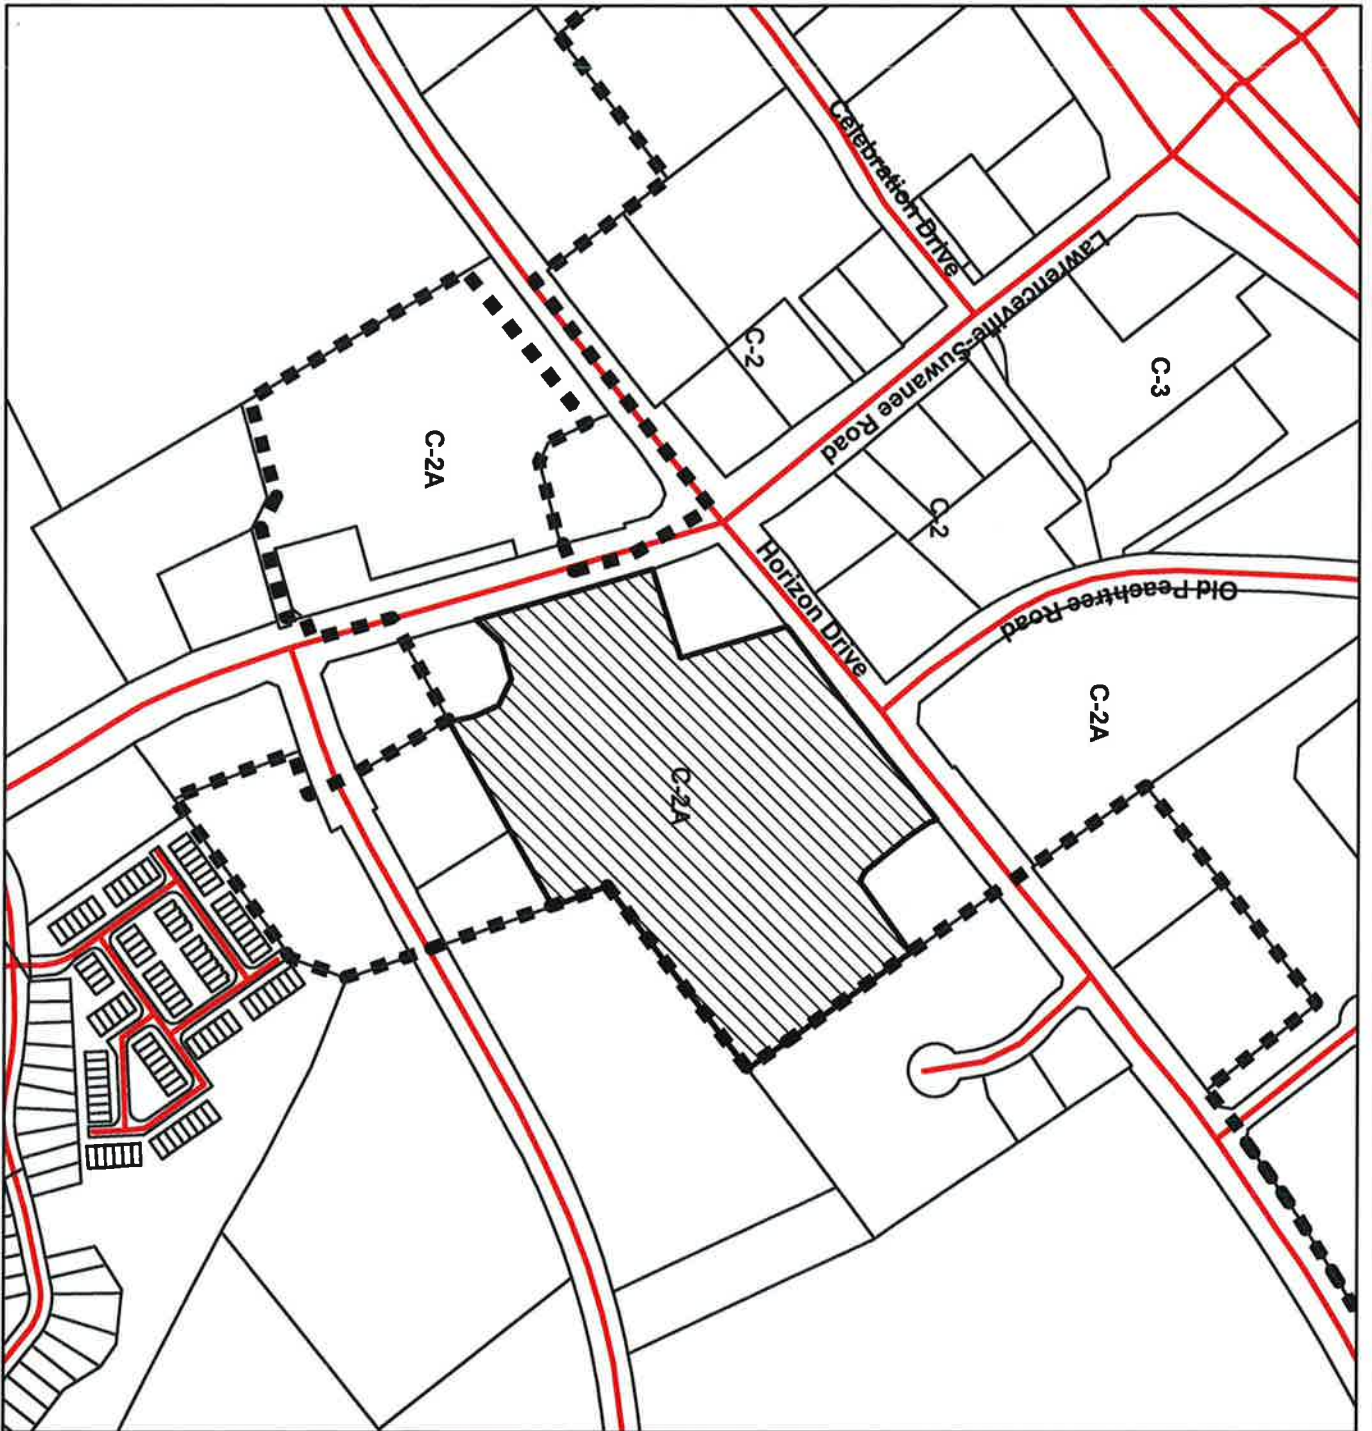 Celebration Drive
Lawrenceville-Suwanee Road
C-2
C-3
C-2A
C-2
Horizon Drive
Old Peachtree Road
C-2A
C-2A